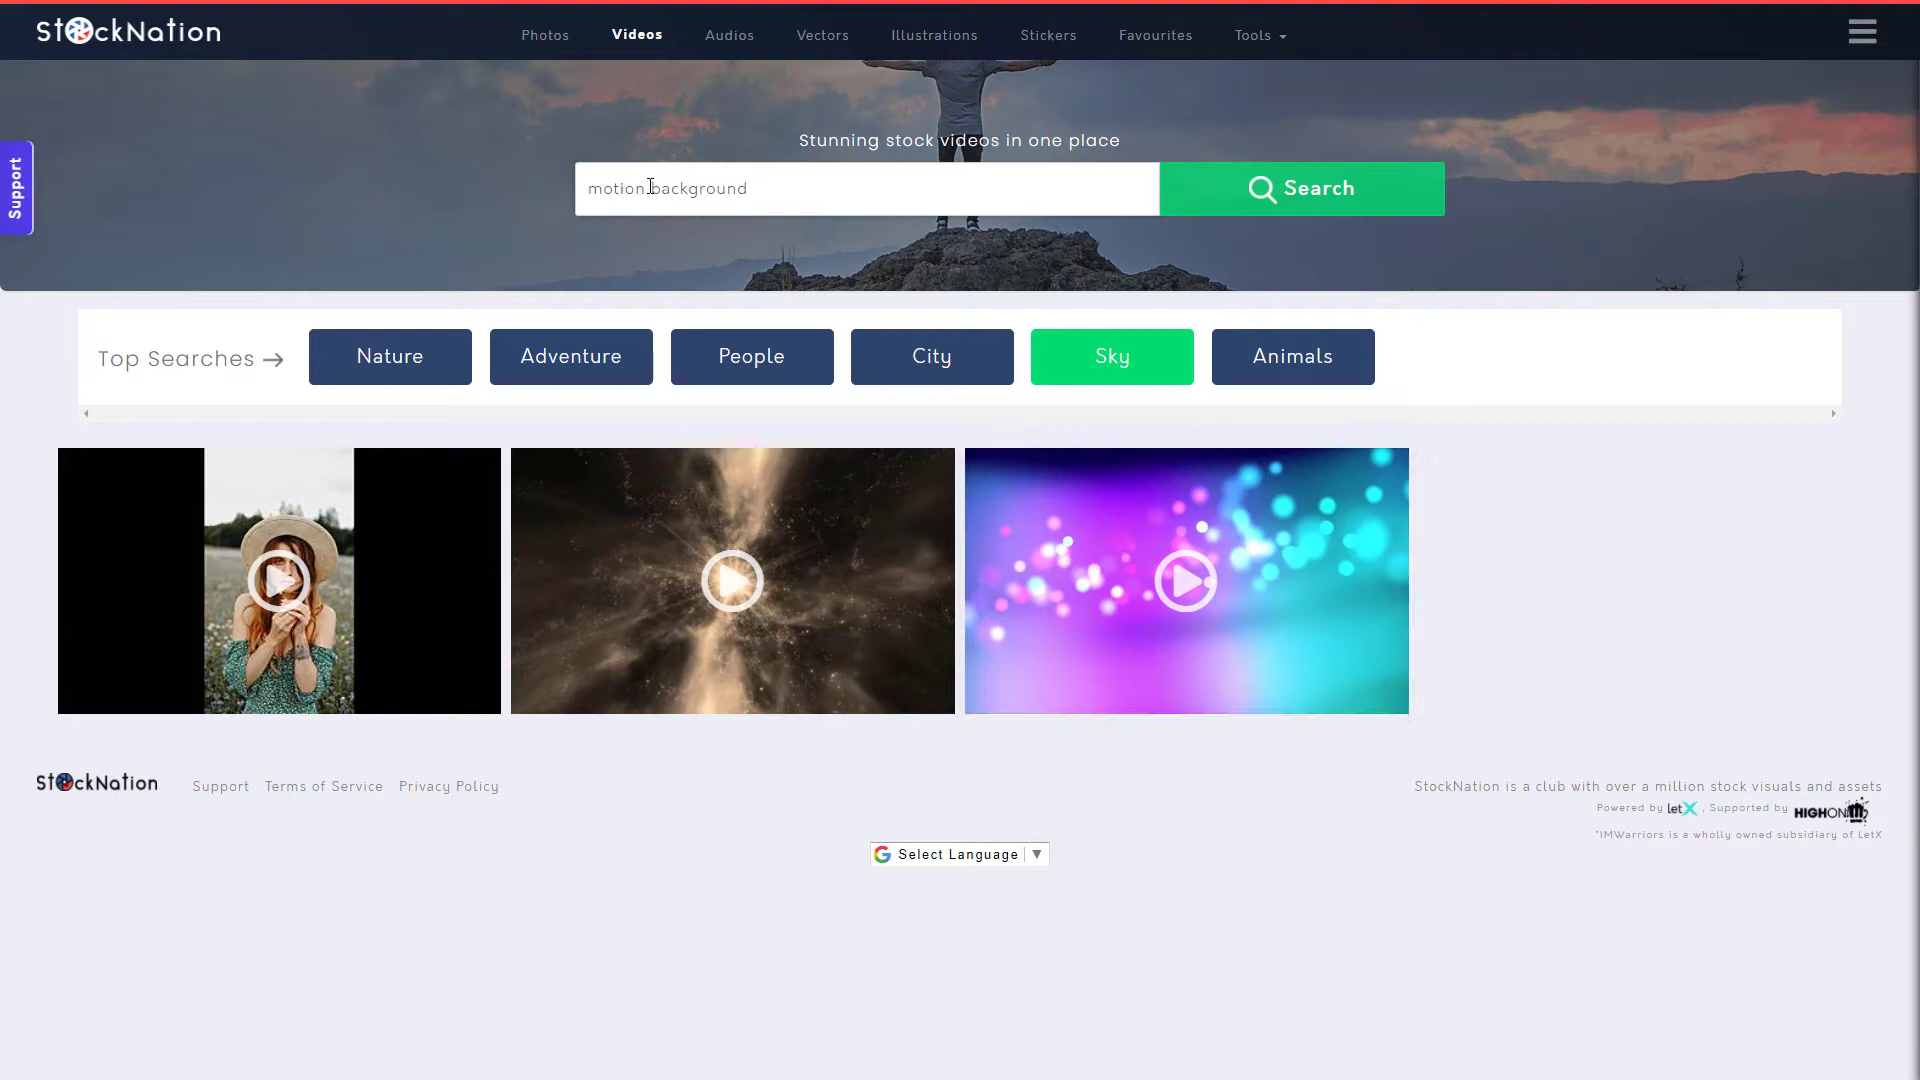 StockNation
Photos Videos Audios Vectors Illustrations Stickers Favourites Tools
Support
Stunning stock videos in one place
motion background
Search
Top Searches →
Nature
Adventure
People
City
Sky
Animals
StockNation
Support Terms of Service Privacy Policy
StockNation is a club with over a million stock visuals and assets
Powered by letX , Supported by HIGHON
*IMWarriors is a wholly owned subsidiary of LetX
G Select Language ▼